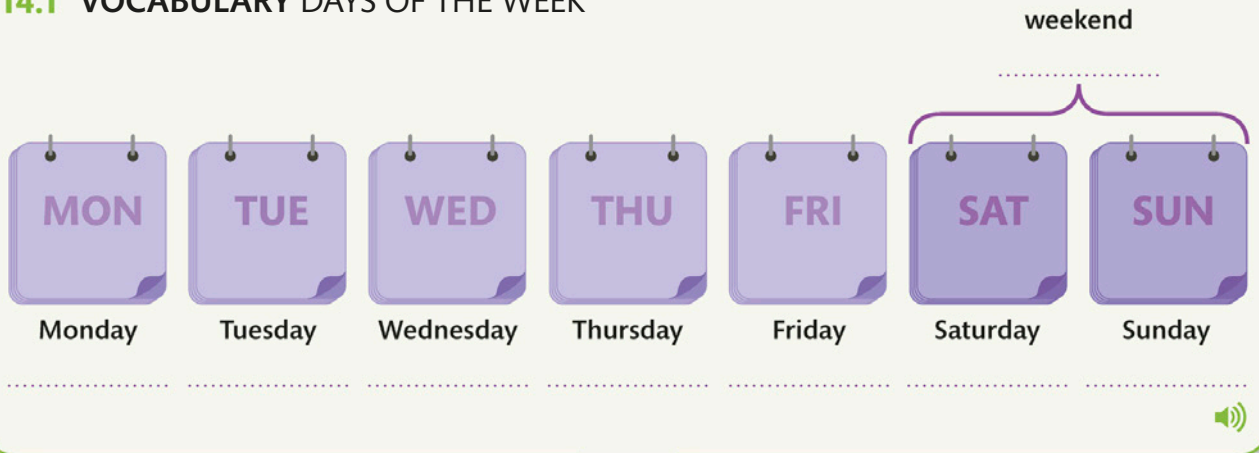 14.1 VOCABULARY DAYS OF THE WEEK
weekend
MON TUE WED THU FRI SAT SUN
Monday Tuesday Wednesday Thursday Friday Saturday Sunday